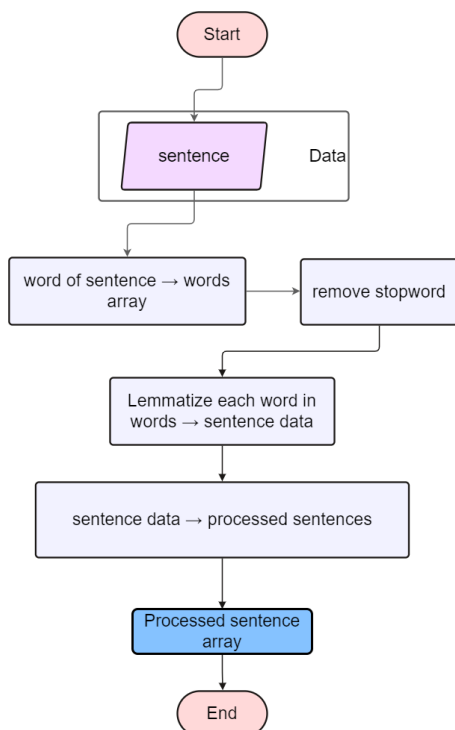 Start
sentence
Data
word of sentence → words
array
remove stopword
Lemmatize each word in
words → sentence data
sentence data → processed sentences
Processed sentence
array
End